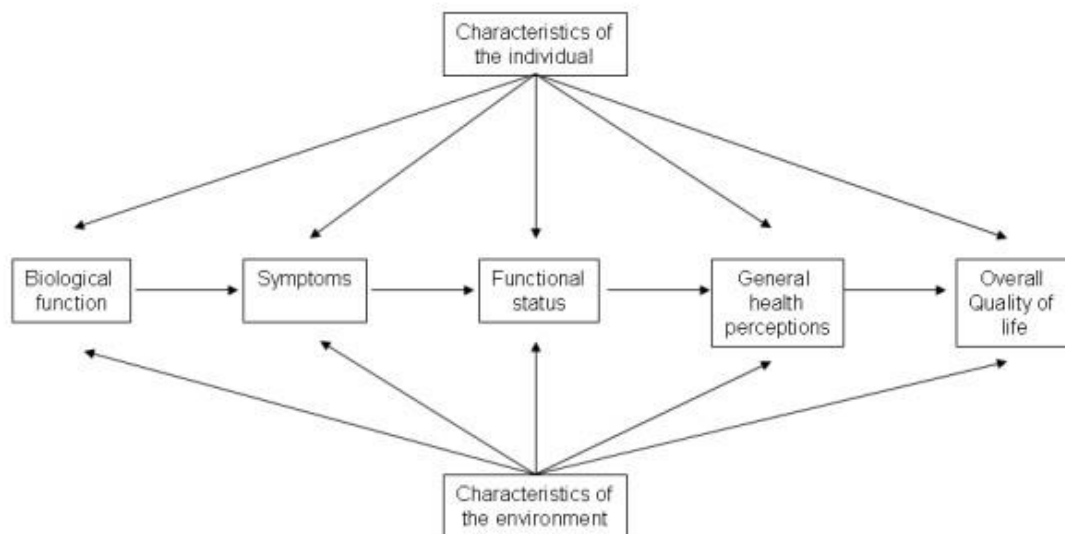 Characteristics of
the individual
Biological
function
Symptoms
Functional
status
General
health
perceptions
Overall
Quality of
life
Characteristics of
the environment